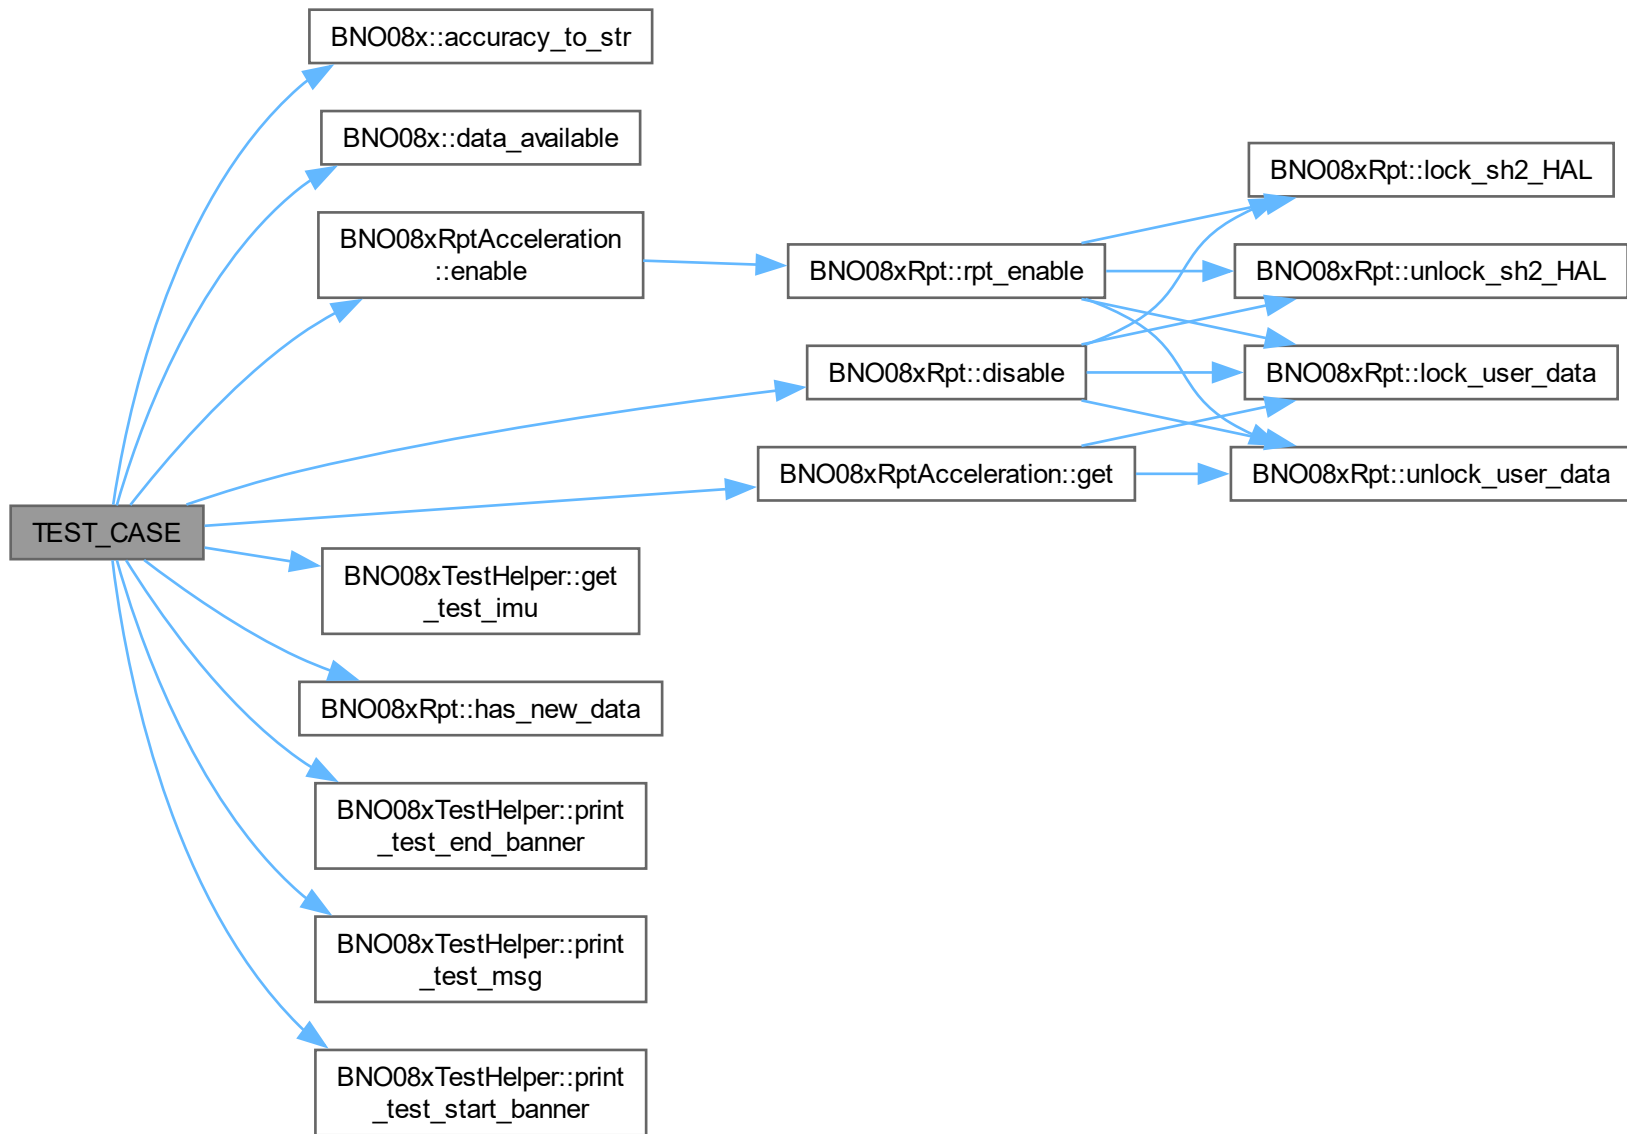 BNO08x::accuracy_to_str
BNO08x::data_available
BNO08xRptAcceleration
::enable
BNO08xRpt::rpt_enable
BNO08xRpt::disable
BNO08xRptAcceleration::get
BNO08xRpt::lock_sh2_HAL
BNO08xRpt::unlock_sh2_HAL
BNO08xRpt::lock_user_data
BNO08xRpt::unlock_user_data
TEST_CASE
BNO08xTestHelper::get
_test_imu
BNO08xRpt::has_new_data
BNO08xTestHelper::print
_test_end_banner
BNO08xTestHelper::print
_test_msg
BNO08xTestHelper::print
_test_start_banner